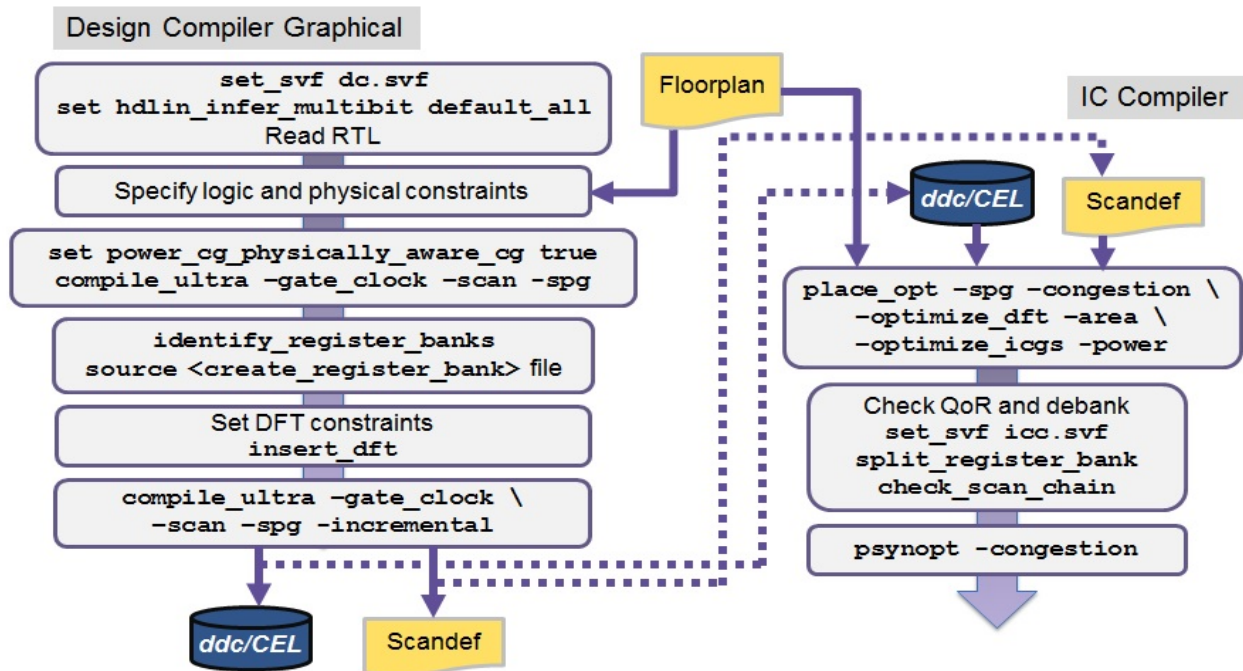 Design Compiler Graphical
set_svf dc.svf
set hdlin_infer_multibit default_all
Read RTL
Specify logic and physical constraints
set power_cg_physically_aware_cg true
compile_ultra –gate_clock –scan -spg
identify_register_banks
source <create_register_bank> file
Set DFT constraints
insert_dft
compile_ultra –gate_clock \
–scan –spg -incremental
ddc/CEL
Scandef
Floorplan
IC Compiler
ddc/CEL
Scandef
place_opt –spg –congestion \
–optimize_dft –area \
–optimize_icgs -power
Check QoR and debank
set_svf icc.svf
split_register_bank
check_scan_chain
psynopt -congestion